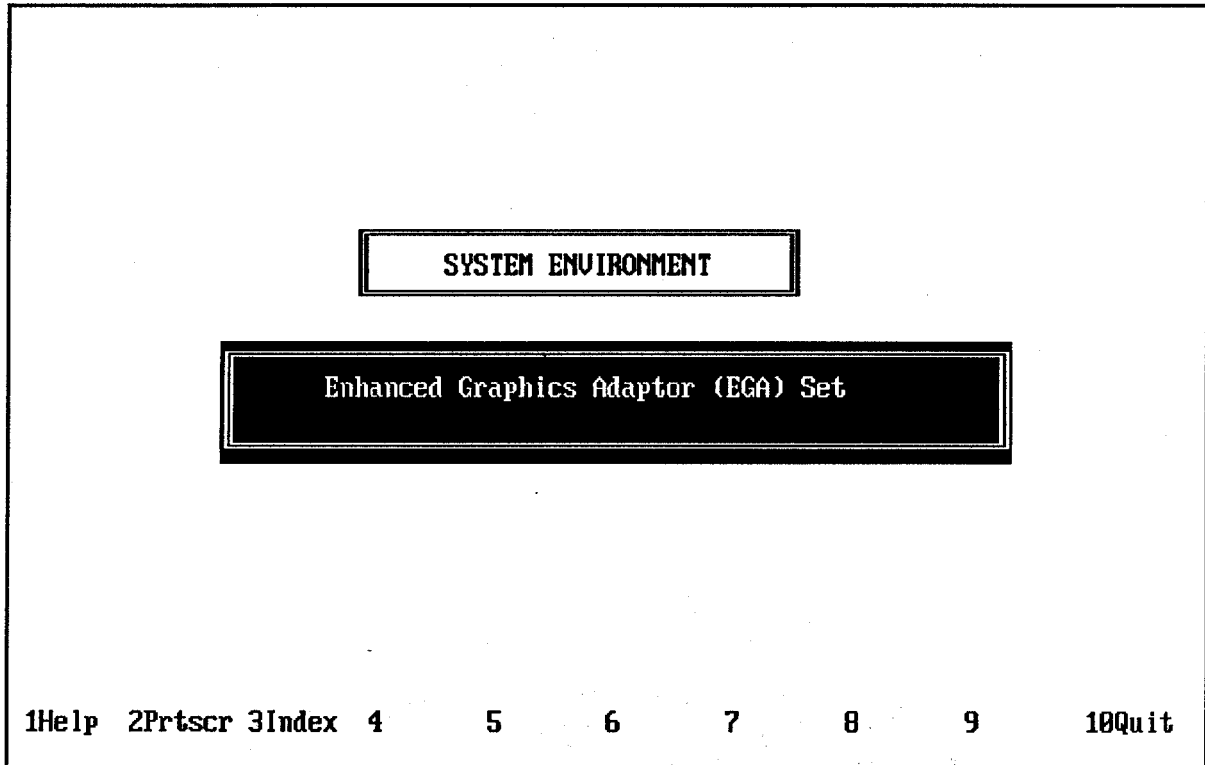 SYSTEM ENVIRONMENT
Enhanced Graphics Adaptor (EGA) Set
1Help 2Prtscr 3Index 4 5 6 7 8 9 10Quit